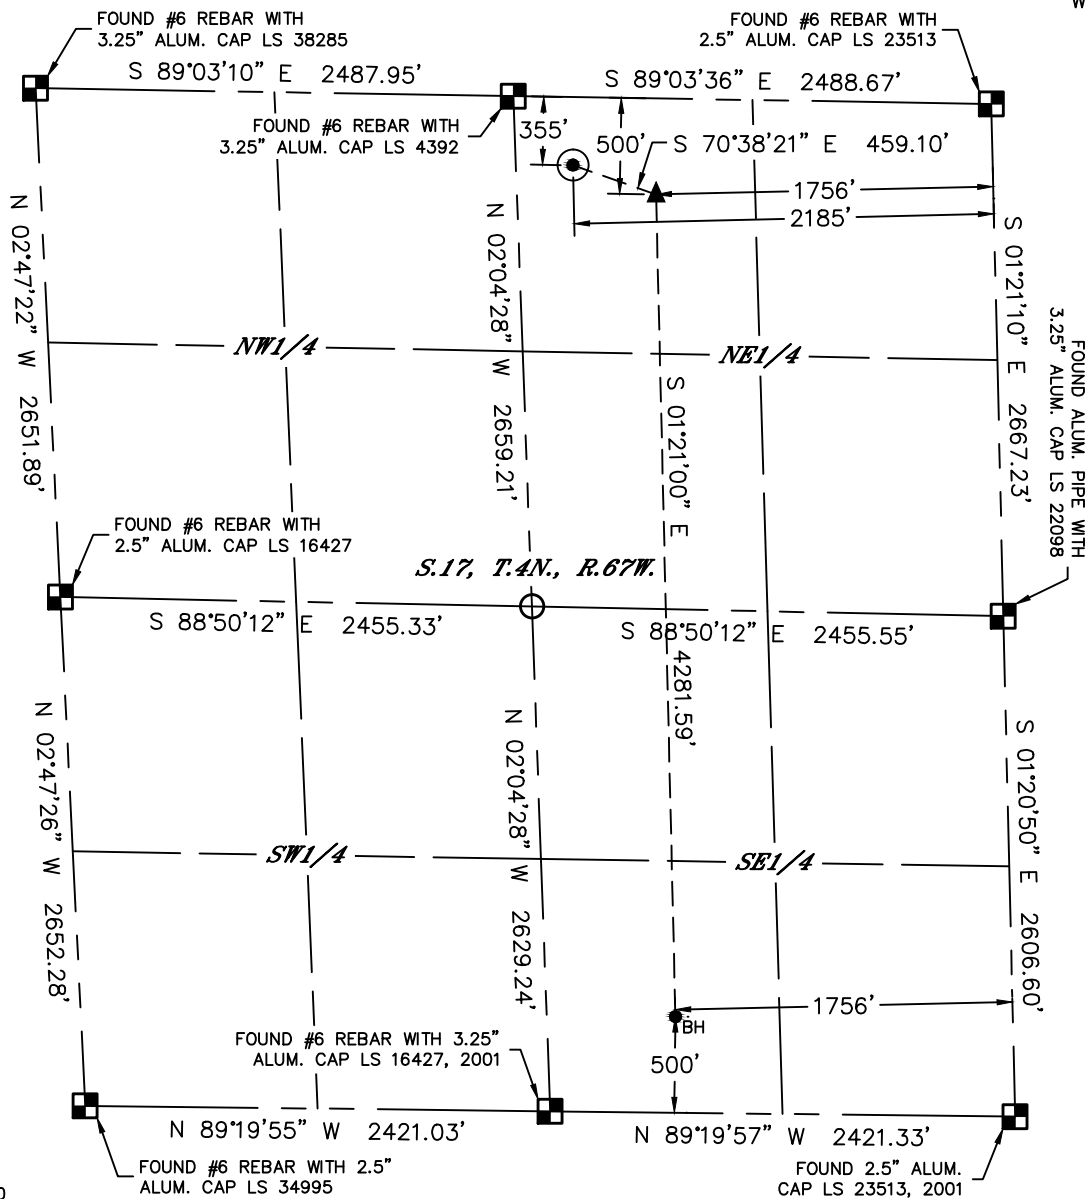 W
FOUND #6 REBAR WITH
3.25" ALUM. CAP LS 38285
FOUND #6 REBAR WITH
2.5" ALUM. CAP LS 23513
S 89°03'10" E 2487.95'
S 89°03'36" E 2488.67'
FOUND #6 REBAR WITH
3.25" ALUM. CAP LS 4392
355'
500'
S 70°38'21" E 459.10'
1756'
2185'
N 02°47'22" W 2651.89'
N 02°04'28" W 2659.21'
S 01°21'10" E 2667.23'
NW1/4
NE1/4
S 01°21'00" E 4281.59'
FOUND ALUM. PIPE WITH
3.25" ALUM. CAP LS 22098
FOUND #6 REBAR WITH
2.5" ALUM. CAP LS 16427
S.17, T.4N., R.67W.
S 88°50'12" E 2455.33'
S 88°50'12" E 2455.55'
N 02°47'26" W 2652.28'
N 02°04'28" W 2629.24'
S 01°20'50" E 2606.60'
SW1/4
SE1/4
1756'
BH
FOUND #6 REBAR WITH 3.25"
ALUM. CAP LS 16427, 2001
500'
N 89°19'55" W 2421.03'
N 89°19'57" W 2421.33'
FOUND #6 REBAR WITH 2.5"
ALUM. CAP LS 34995
FOUND 2.5" ALUM.
CAP LS 23513, 2001